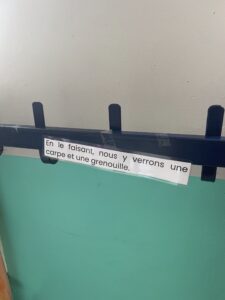 En le faisant, nous y verrons une
carpe et une grenouille.